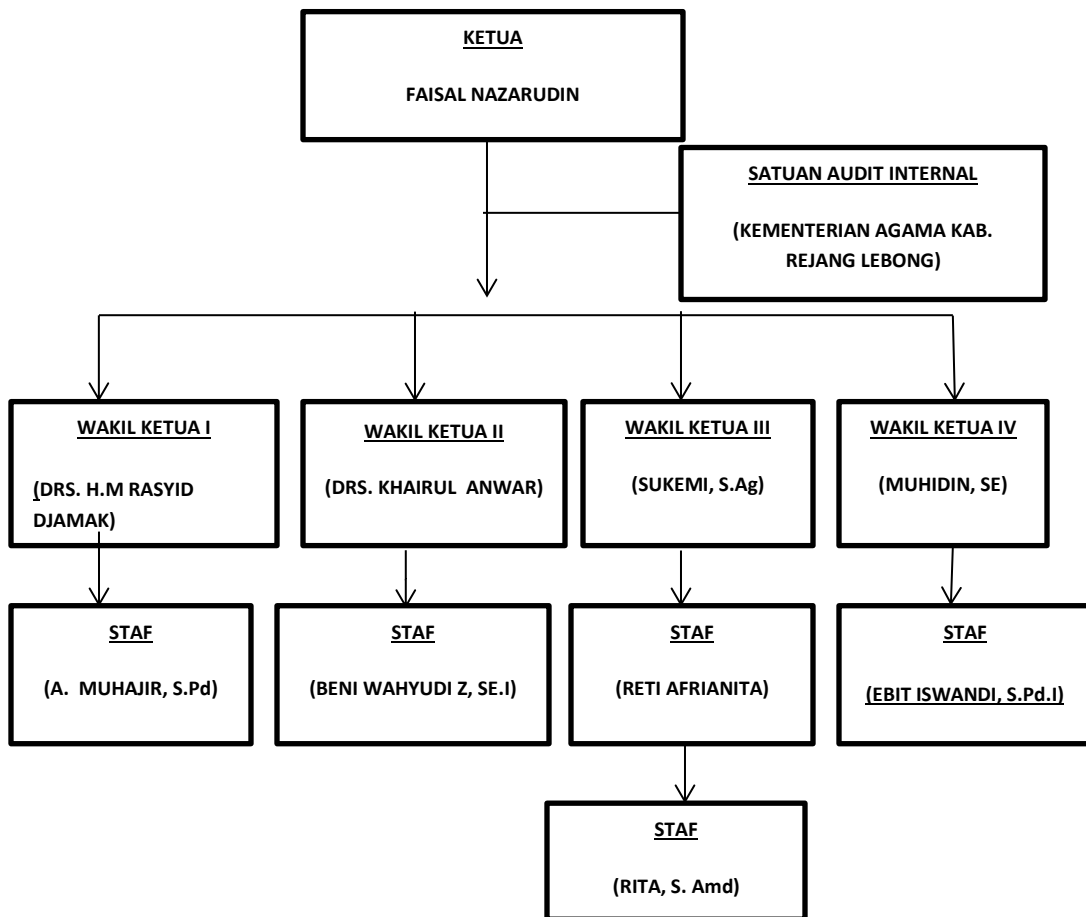 KETUA
FAISAL NAZARUDIN
SATUAN AUDIT INTERNAL
(KEMENTERIAN AGAMA KAB.
REJANG LEBONG)
WAKIL KETUA I
(DRS. H.M RASYID
DJAMAK)
WAKIL KETUA II
(DRS. KHAIRUL  ANWAR)
WAKIL KETUA III
(SUKEMI, S.Ag)
WAKIL KETUA IV
(MUHIDIN, SE)
STAF
(A.  MUHAJIR, S.Pd)
STAF
(BENI WAHYUDI Z, SE.I)
STAF
(RETI AFRIANITA)
STAF
(EBIT ISWANDI, S.Pd.I)
STAF
(RITA, S. Amd)